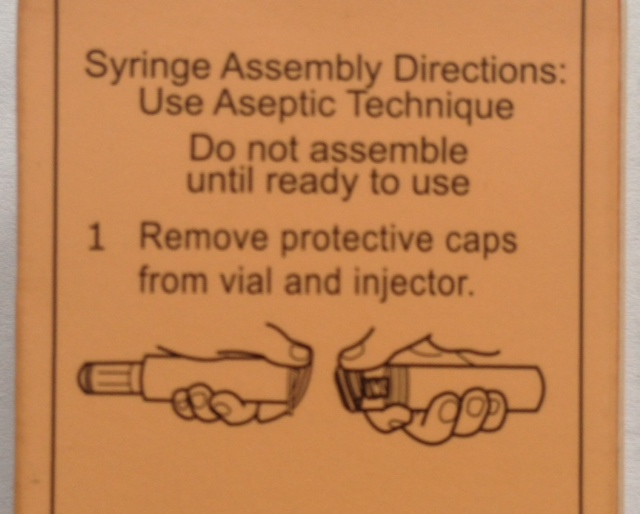 Syringe Assembly Directions:
Use Aseptic Technique
Do not assemble
until ready to use
1 Remove protective caps
from vial and injector.